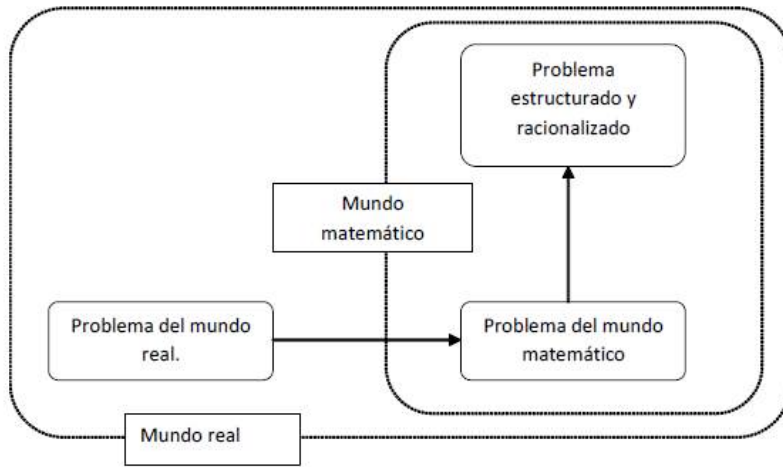 Problema
estructurado y
racionalizado
Mundo
matemático
Problema del mundo
real.
Problema del mundo
matemático
Mundo real